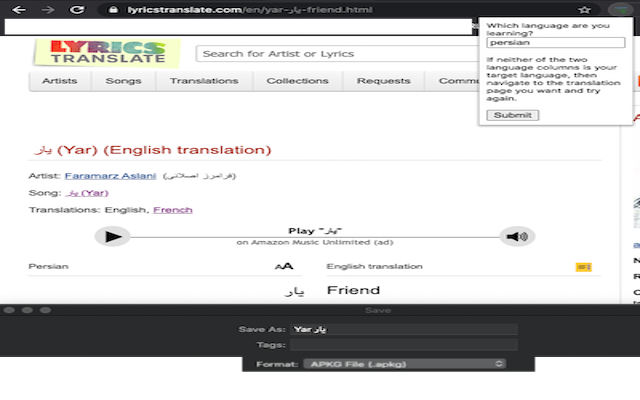 lyricstranslate.com/en/yar-یار-friend.html
Which language are you
learning?
persian
If neither of the two
language columns is your
target language, then
navigate to the translation
page you want and try
again.
Submit
LYRICS
TRANSLATE
Search for Artist or Lyrics
Artists Songs Translations Collections Requests
یار (Yar) (English translation)
Artist: Faramarz Aslani (فرامرز اصلانی)
Song: یار (Yar)
Translations: English, French
Play "یار"
on Amazon Music Unlimited (ad)
Persian AA English translation
یار Friend
Save
Save As: Yar یار
Tags:
Format: APKG File (.apkg)